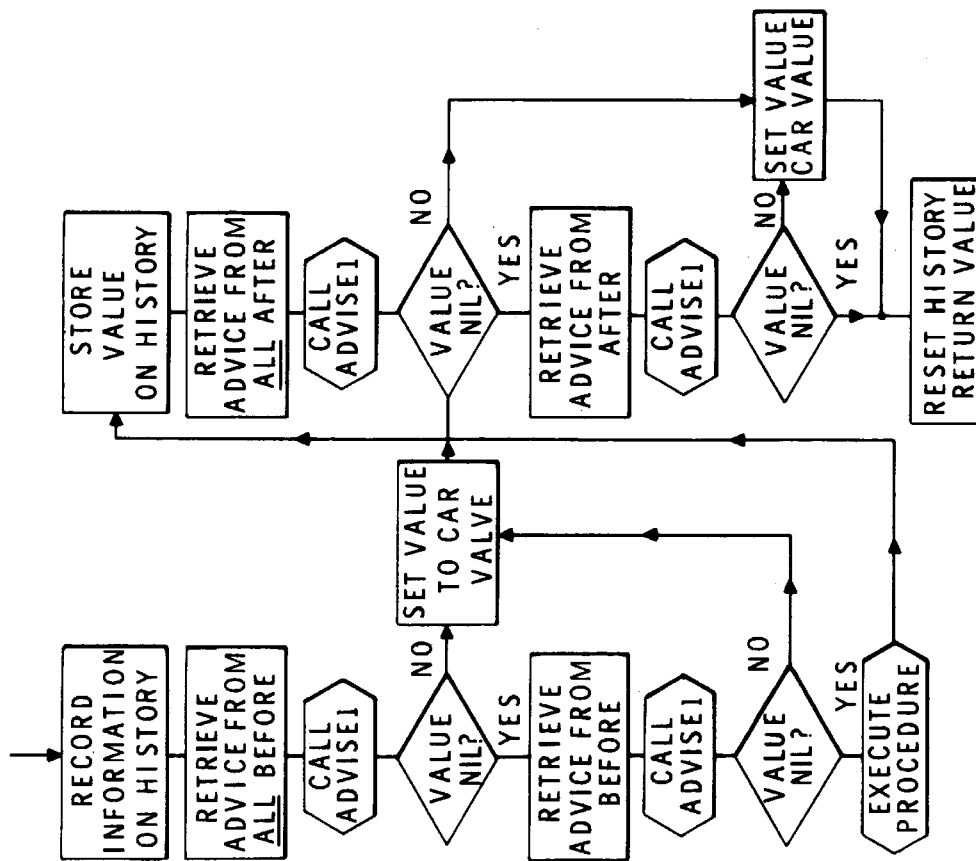 RECORD
INFORMATION
ON HISTORY
RETRIEVE
ADVICE FROM
ALL BEFORE
CALL
ADVISE1
VALUE
NIL?
NO
YES
RETRIEVE
ADVICE FROM
BEFORE
CALL
ADVISE1
VALUE
NIL?
NO
YES
EXECUTE
PROCEDURE
SET VALUE
TO CAR
VALVE
STORE
VALUE
ON HISTORY
RETRIEVE
ADVICE FROM
ALL AFTER
CALL
ADVISE1
VALUE
NIL?
NO
YES
RETRIEVE
ADVICE FROM
AFTER
CALL
ADVISE1
VALUE
NIL?
NO
YES
SET VALUE
CAR VALUE
RESET HISTORY
RETURN VALUE